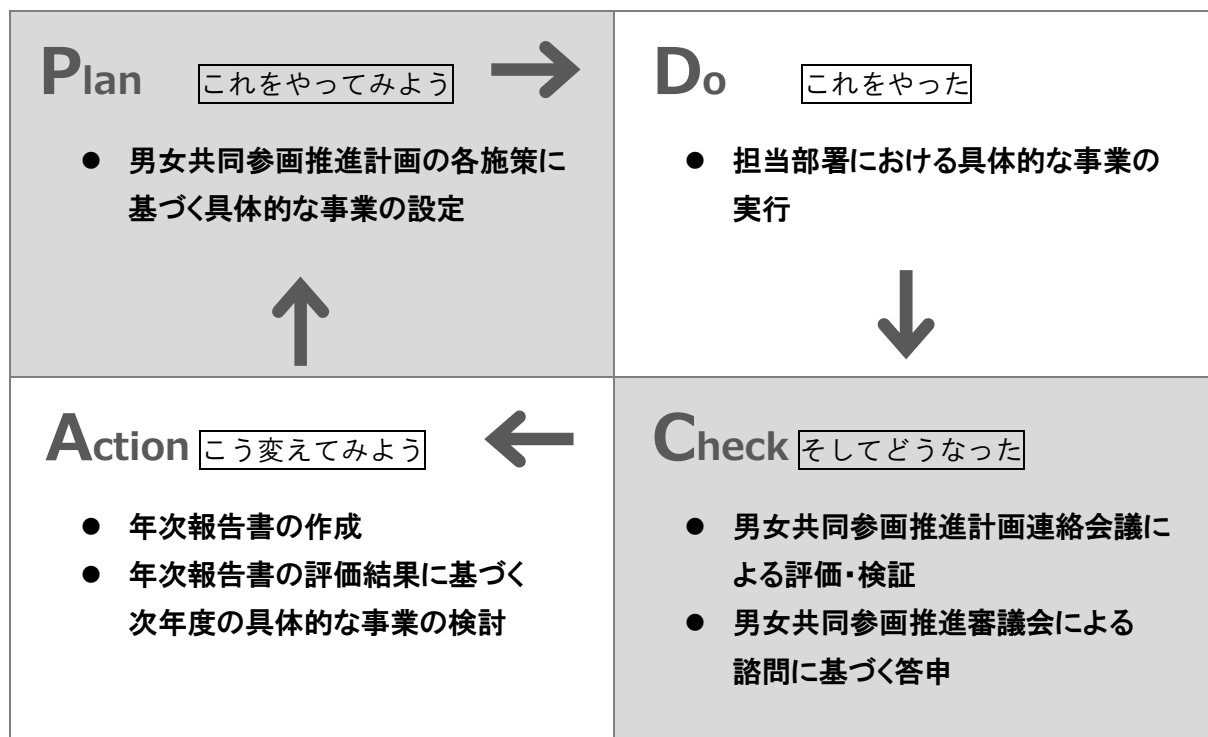 Plan これをやってみよう
● 男女共同参画推進計画の各施策に
基づく具体的な事業の設定
Do これをやった
● 担当部署における具体的な事業の
実行
Action こう変えてみよう
● 年次報告書の作成
● 年次報告書の評価結果に基づく
次年度の具体的な事業の検討
Check そしてどうなった
● 男女共同参画推進計画連絡会議に
よる評価・検証
● 男女共同参画推進審議会による
諮問に基づく答申